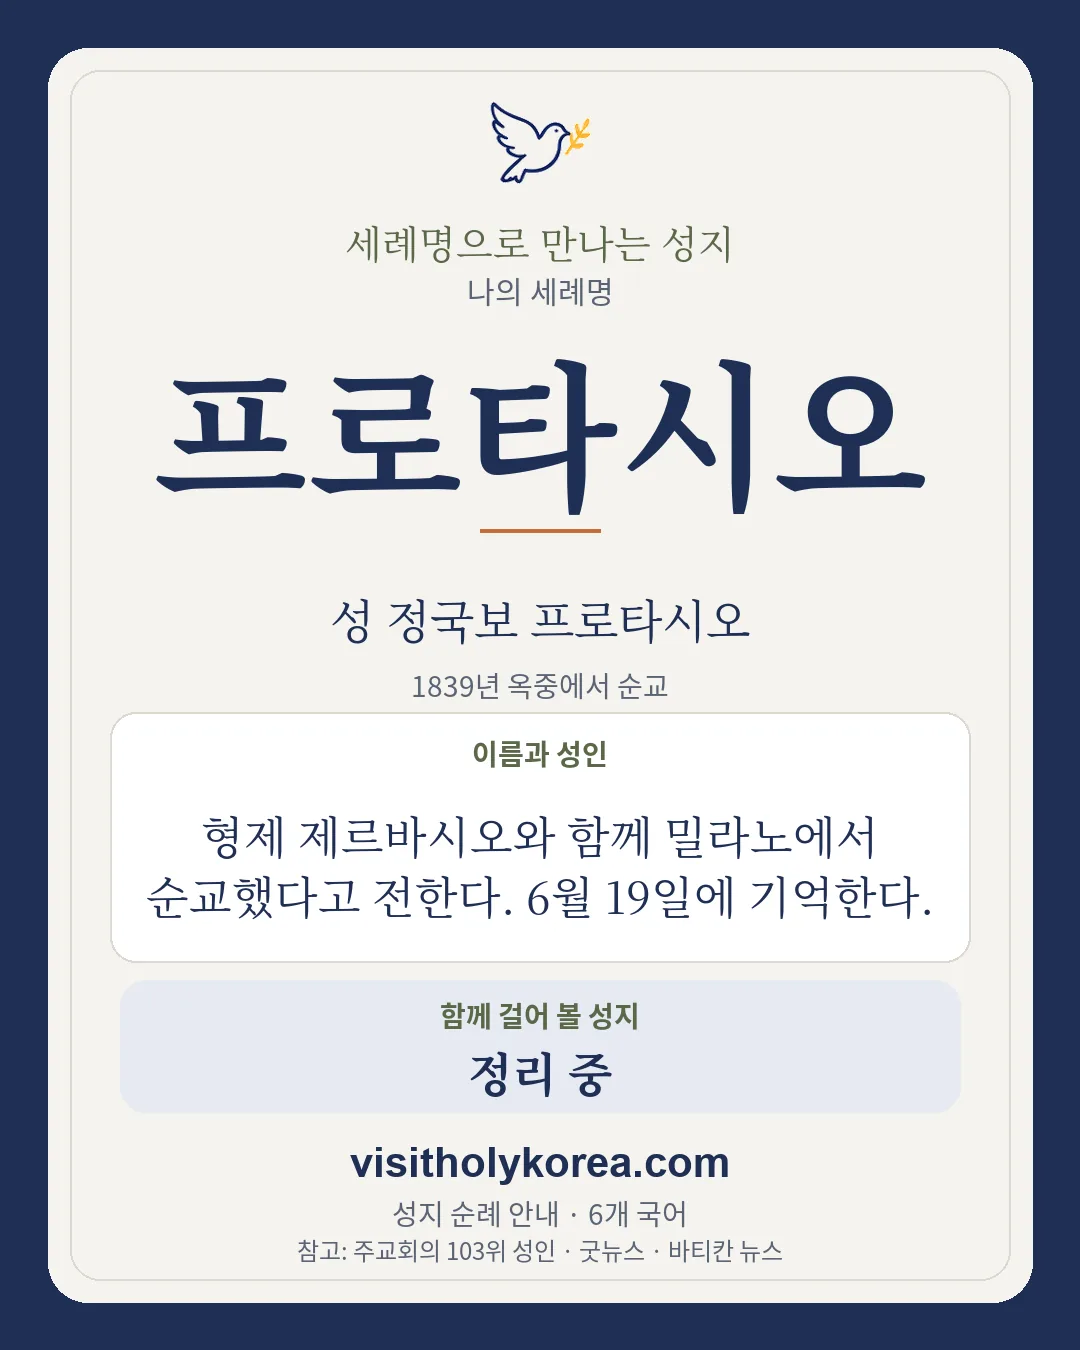 세례명으로 만나는 성지
나의 세례명
프로타시오
성 정국보 프로타시오
1839년 옥중에서 순교
이름과 성인
형제 제르바시오와 함께 밀라노에서
순교했다고 전한다. 6월 19일에 기억한다.
함께 걸어 볼 성지
정리 중
visitholykorea.com
성지 순례 안내 · 6개 국어
참고: 주교회의 103위 성인 · 굿뉴스 · 바티칸 뉴스